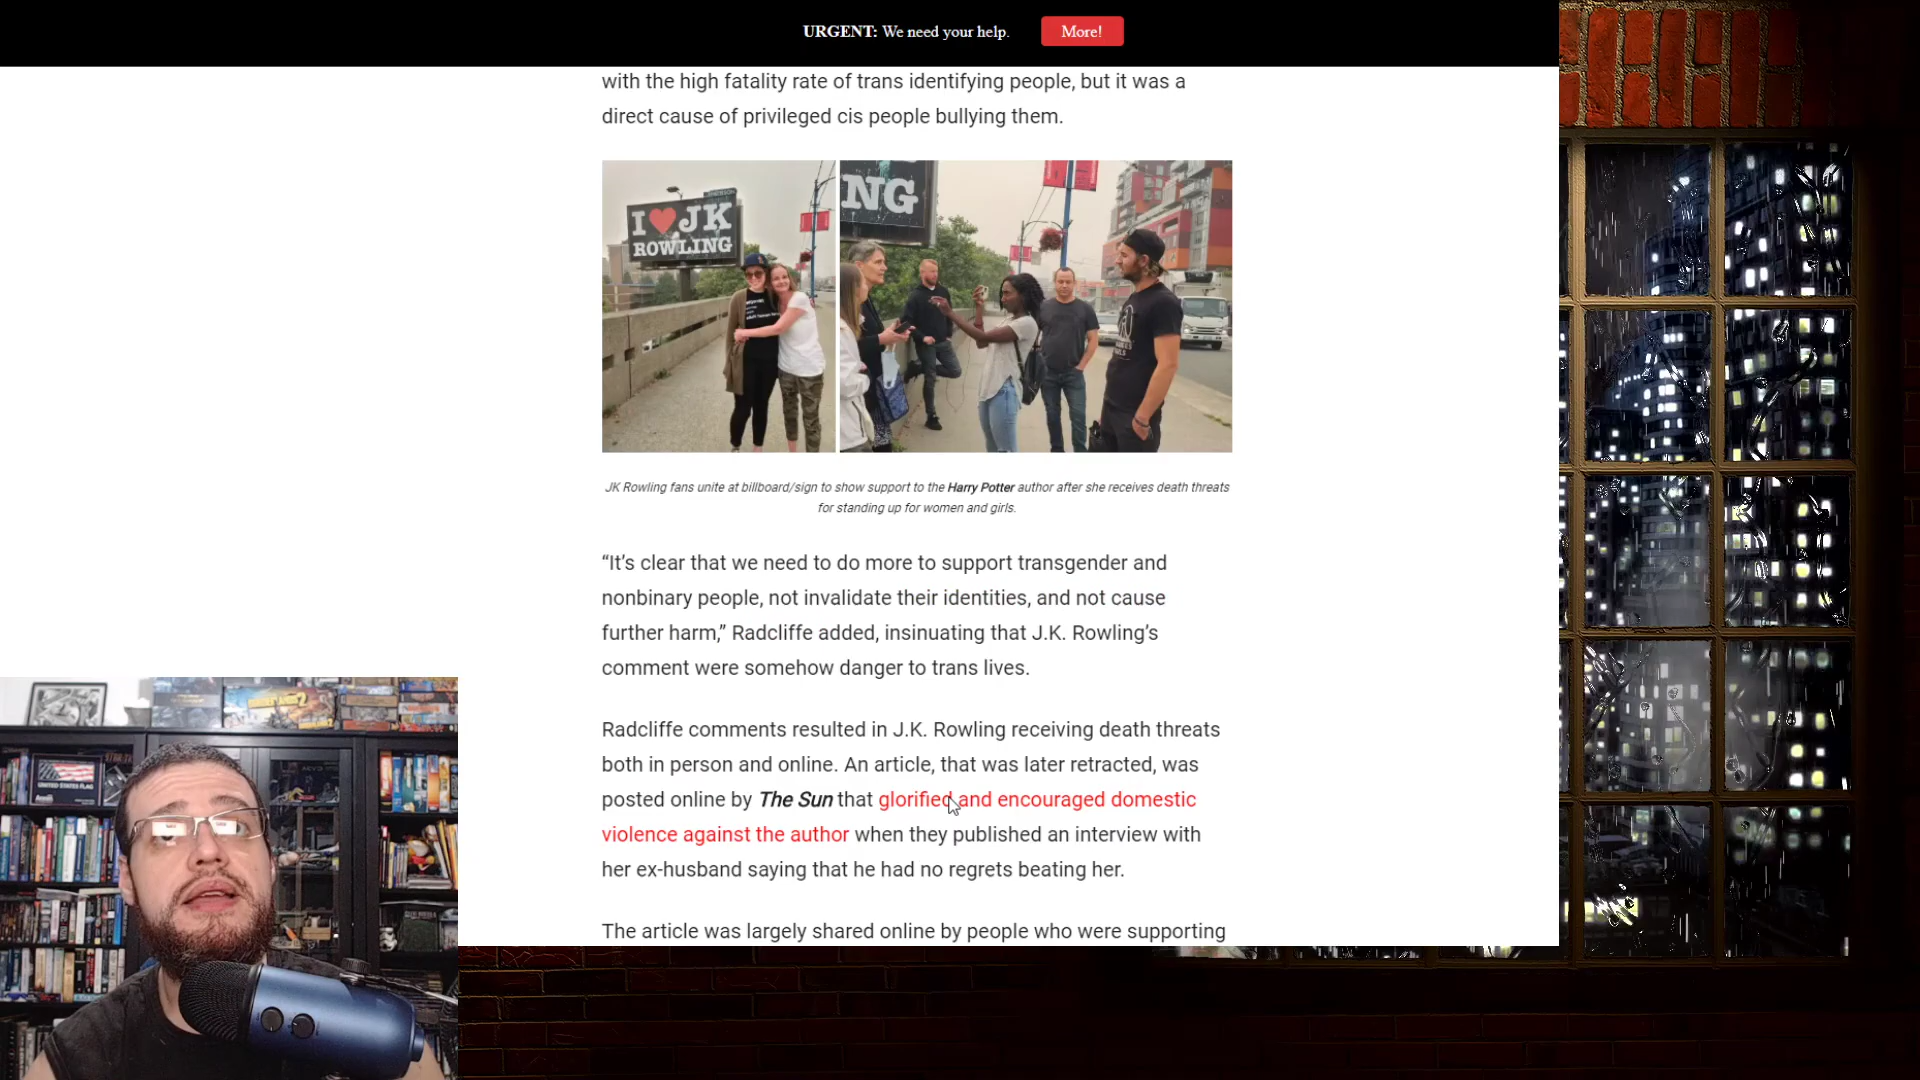 URGENT: We need your help.
More!
with the high fatality rate of trans identifying people, but it was a
direct cause of privileged cis people bullying them.
I ❤ JK
ROWLING
NG
JK Rowling fans unite at billboard/sign to show support to the Harry Potter author after she receives death threats
for standing up for women and girls.
“It’s clear that we need to do more to support transgender and
nonbinary people, not invalidate their identities, and not cause
further harm,” Radcliffe added, insinuating that J.K. Rowling’s
comment were somehow danger to trans lives.
Radcliffe comments resulted in J.K. Rowling receiving death threats
both in person and online. An article, that was later retracted, was
posted online by The Sun that glorified and encouraged domestic
violence against the author when they published an interview with
her ex-husband saying that he had no regrets beating her.
The article was largely shared online by people who were supporting
UNITED STATES FLAG